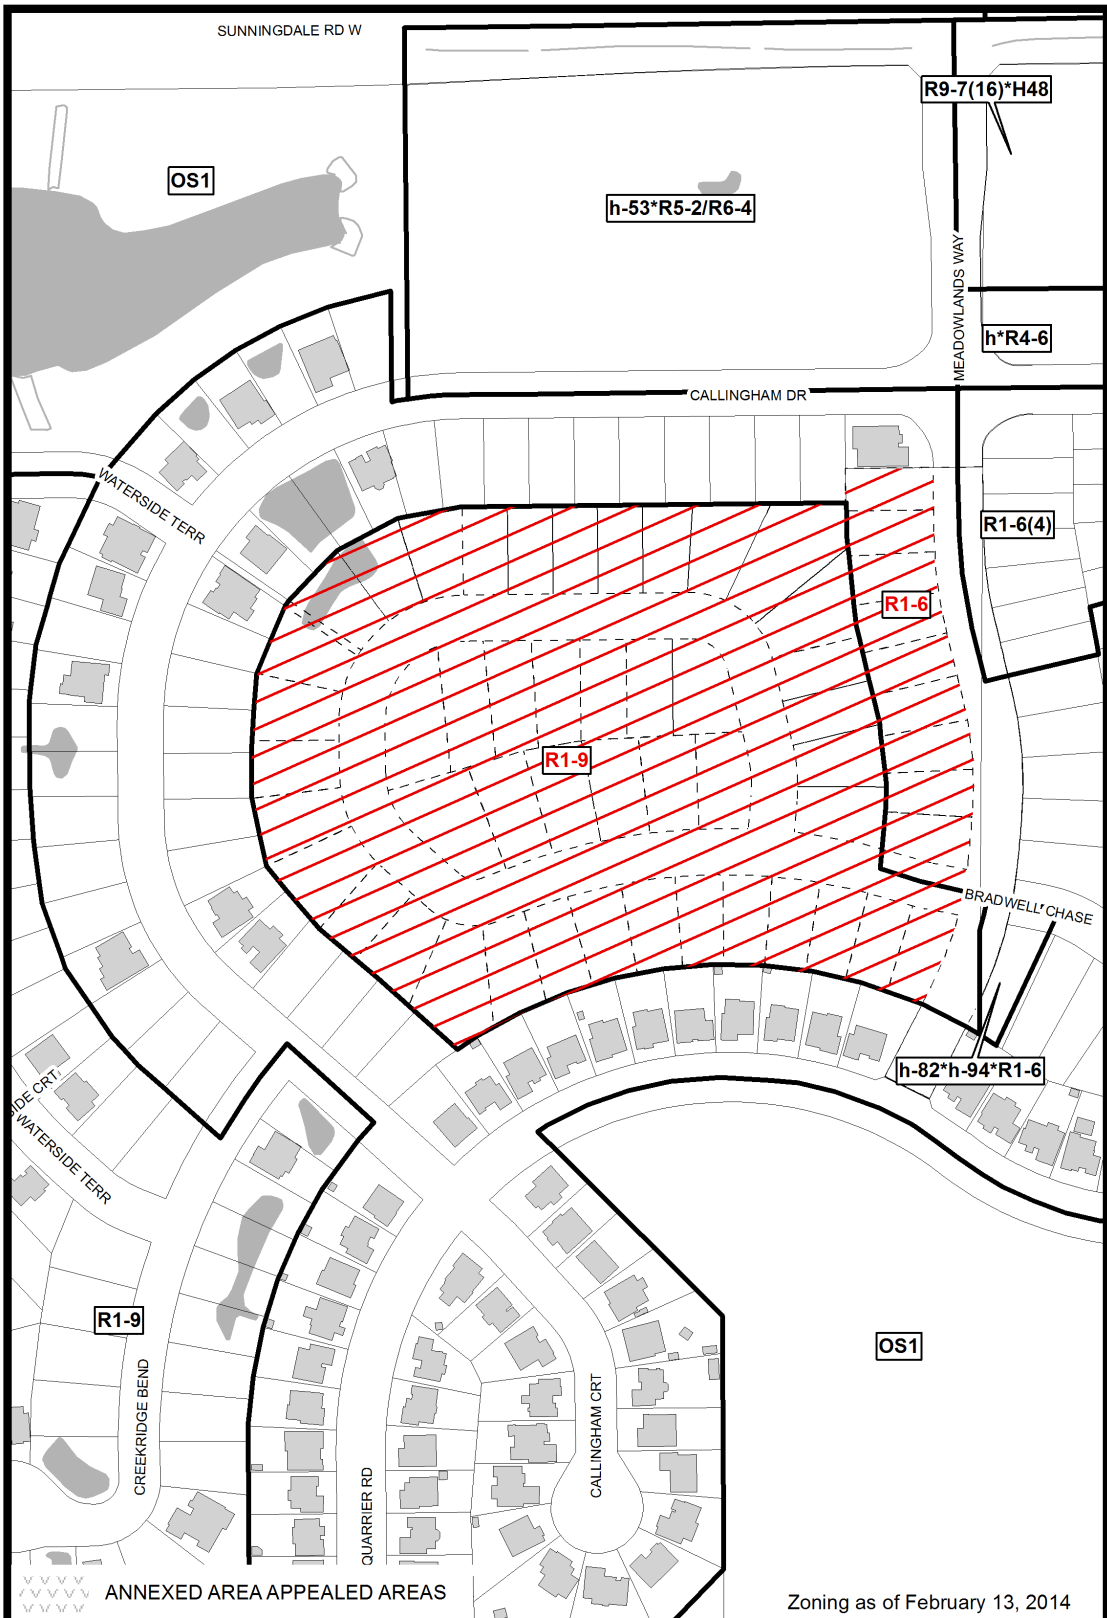 SUNNINGDALE RD W
R9-7(16)*H48
OS1
h-53*R5-2/R6-4
MEADOWLANDS WAY
h*R4-6
CALLINGHAM DR
WATERSIDE TERR
R1-6(4)
R1-6
R1-9
BRADWELL CHASE
h-82*h-94*R1-6
SIDE CRT
WATERSIDE TERR
R1-9
OS1
CREEKRIDGE BEND
CALLINGHAM CRT
QUARRIER RD
ANNEXED AREA APPEALED AREAS
Zoning as of February 13, 2014